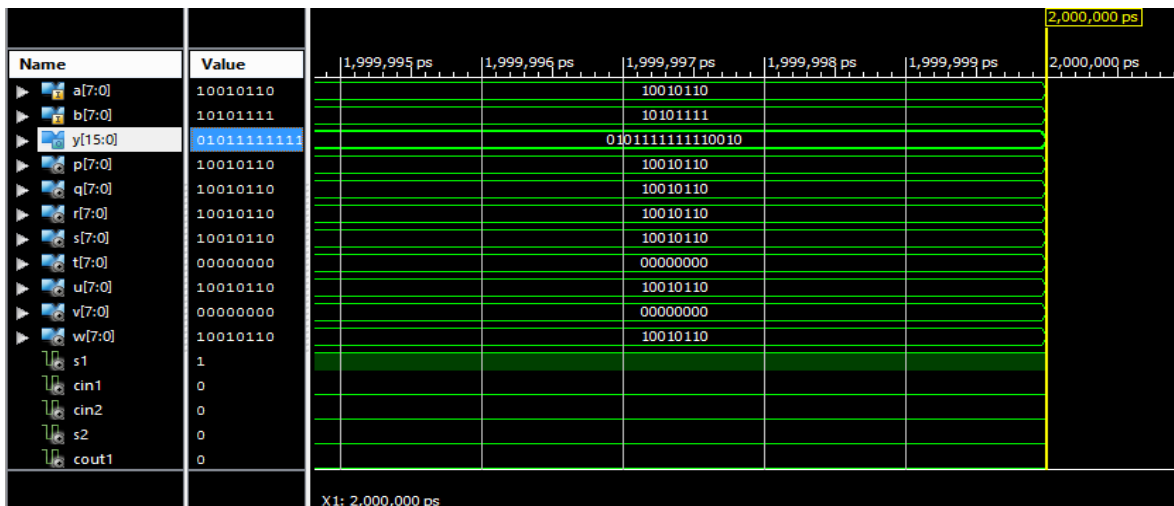 2,000,000 ps
Name Value 1,999,995 ps 1,999,996 ps 1,999,997 ps 1,999,998 ps 1,999,999 ps 2,000,000 ps
a[7:0] 10010110 10010110
b[7:0] 10101111 10101111
y[15:0] 010111111111 0101111111110010
p[7:0] 10010110 10010110
q[7:0] 10010110 10010110
r[7:0] 10010110 10010110
s[7:0] 10010110 10010110
t[7:0] 00000000 00000000
u[7:0] 10010110 10010110
v[7:0] 00000000 00000000
w[7:0] 10010110 10010110
s1 1
cin1 0
cin2 0
s2 0
cout1 0
X1: 2,000,000 ps